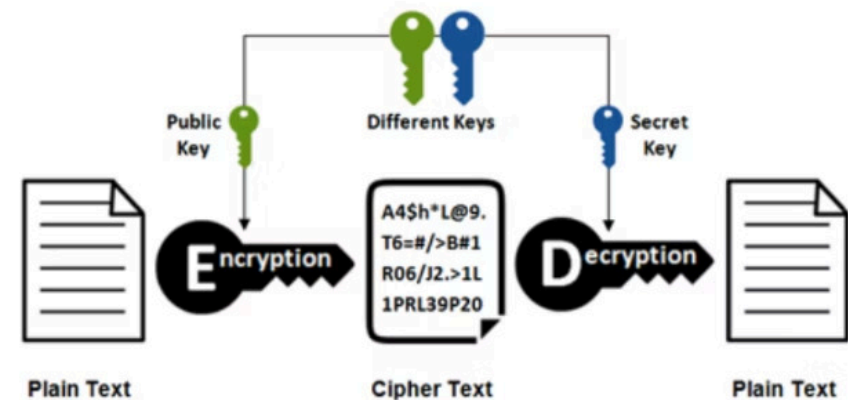 Public
Key
Different Keys
Secret
Key
Encryption
A4$h*L@9.
T6=#/>B#1
R06/J2.>1L
1PRL39P20
Decryption
Plain Text
Cipher Text
Plain Text